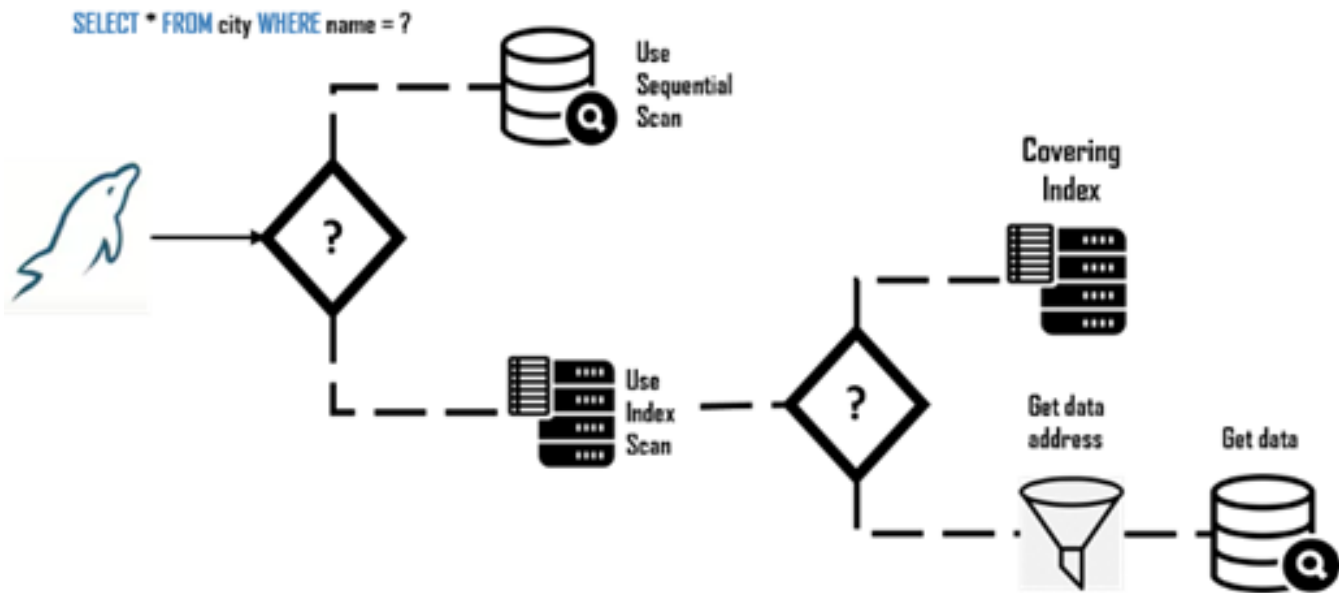 SELECT * FROM city WHERE name = ?
Use
Sequential
Scan
?
Covering
Index
Use
Index
Scan
?
Get data
address
Get data